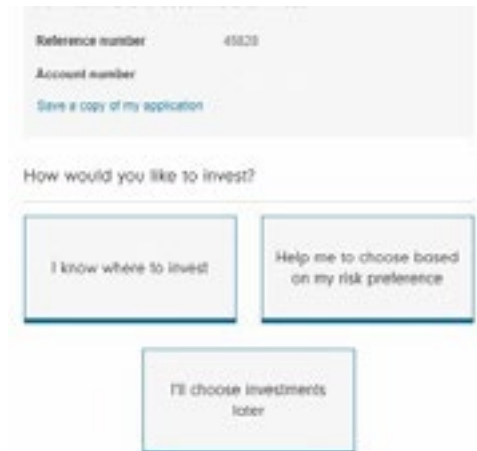 Reference number 45828
Account number
Save a copy of my application
How would you like to invest?
I know where to invest
Help me to choose based
on my risk preference
I'll choose investments
later